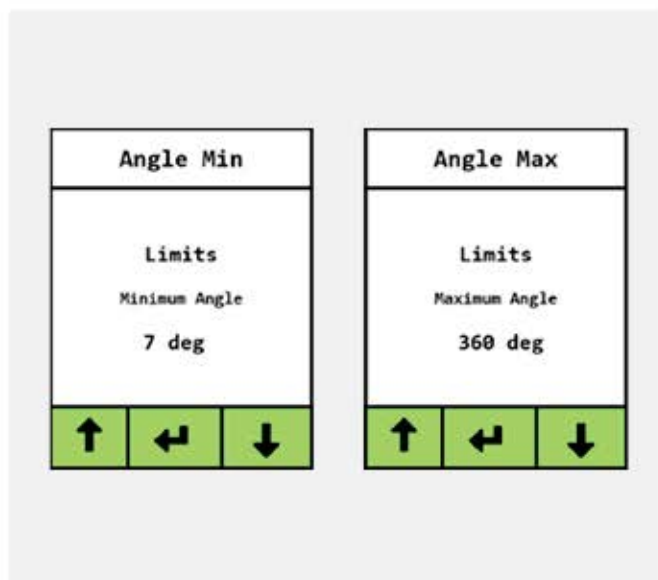 Angle Min
Limits
Minimum Angle
7 deg
Angle Max
Limits
Maximum Angle
360 deg